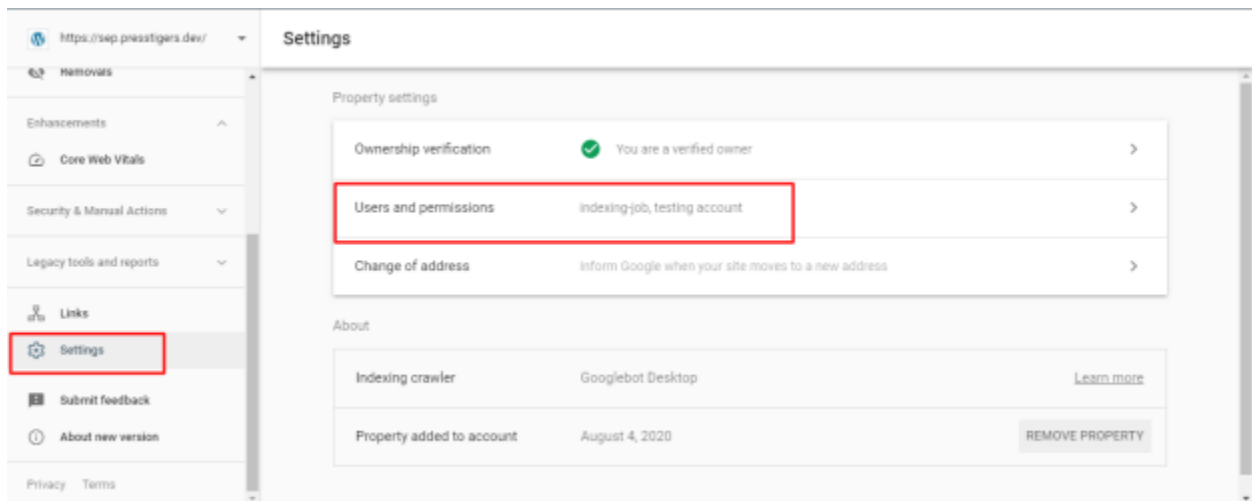 https://sep.presstigers.dev/
Settings
Removals
Enhancements
Core Web Vitals
Security & Manual Actions
Legacy tools and reports
Links
Settings
Submit feedback
About new version
Privacy Terms
Property settings
Ownership verification You are a verified owner
Users and permissions indexing-job, testing account
Change of address Inform Google when your site moves to a new address
About
Indexing crawler Googlebot Desktop Learn more
Property added to account August 4, 2020 REMOVE PROPERTY